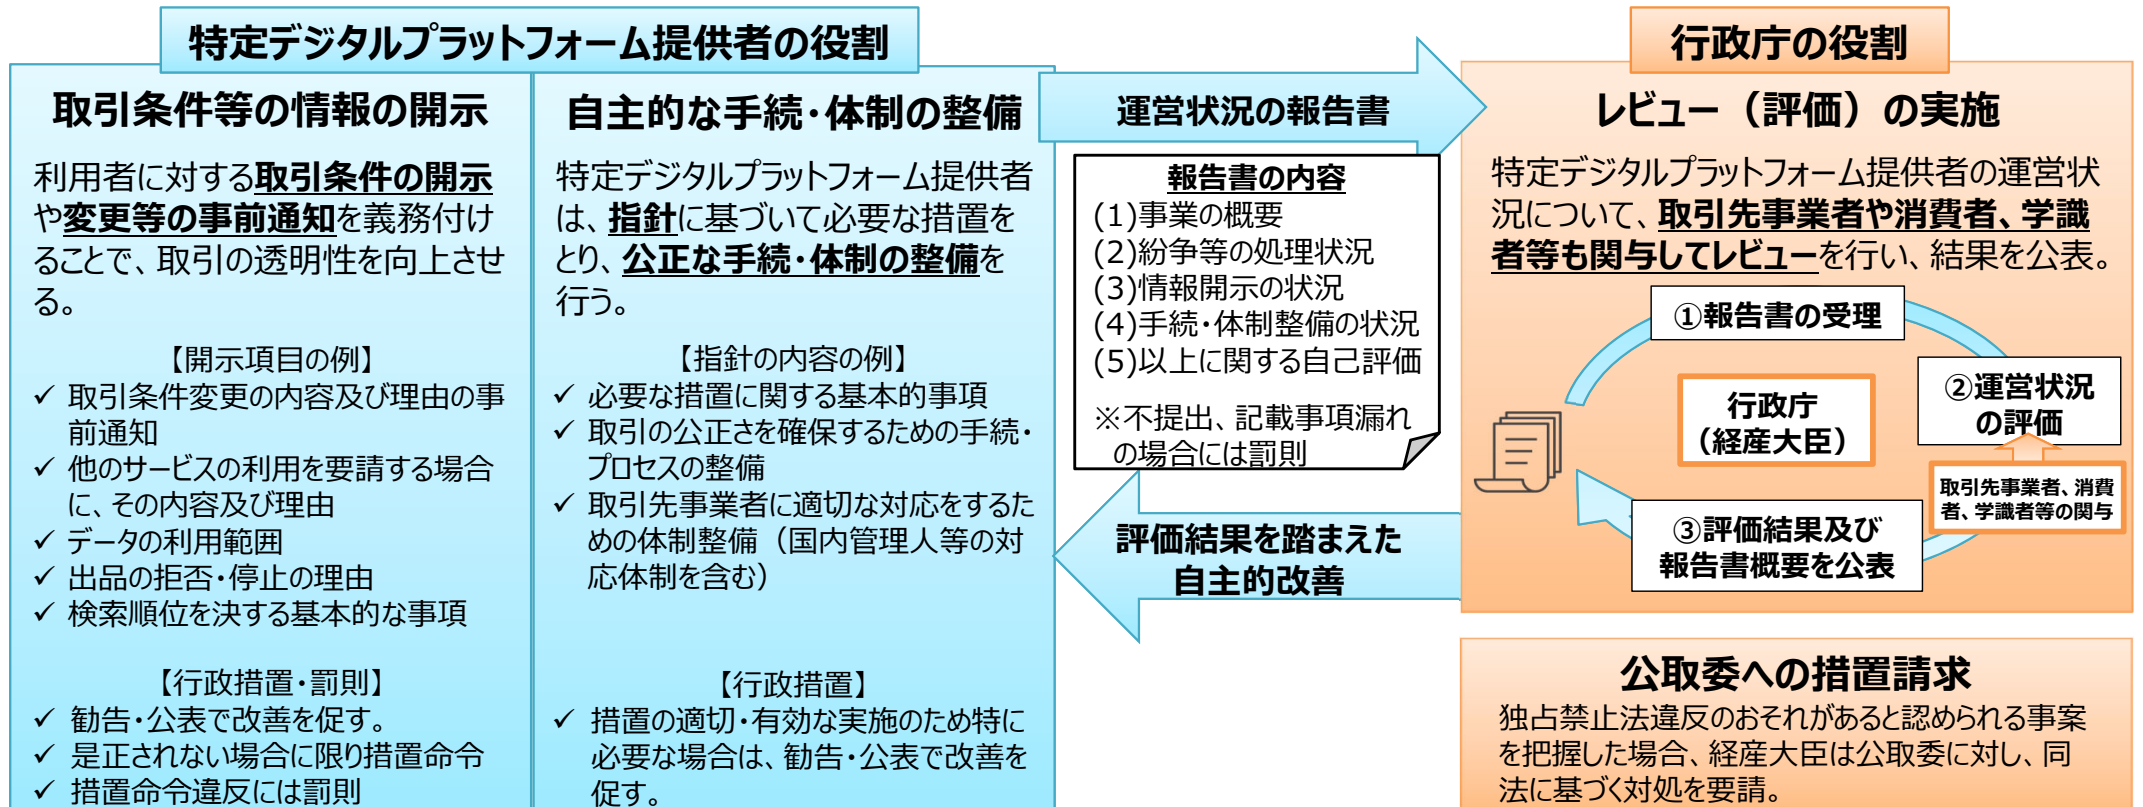 特定デジタルプラットフォーム提供者の役割
取引条件等の情報の開示
利用者に対する取引条件の開示
や変更等の事前通知を義務付け
ることで、取引の透明性を向上させ
る。
【開示項目の例】
✓ 取引条件変更の内容及び理由の事
前通知
✓ 他のサービスの利用を要請する場合
に、その内容及び理由
✓ データの利用範囲
✓ 出品の拒否・停止の理由
✓ 検索順位を決する基本的な事項
【行政措置・罰則】
✓ 勧告・公表で改善を促す。
✓ 是正されない場合に限り措置命令
✓ 措置命令違反には罰則
自主的な手続・体制の整備
特定デジタルプラットフォーム提供者
は、指針に基づいて必要な措置を
とり、公正な手続・体制の整備を
行う。
【指針の内容の例】
✓ 必要な措置に関する基本的事項
✓ 取引の公正さを確保するための手続・
プロセスの整備
✓ 取引先事業者に適切な対応をするた
めの体制整備（国内管理人等の対
応体制を含む）
【行政措置】
✓ 措置の適切・有効な実施のため特に
必要な場合は、勧告・公表で改善を
促す。
運営状況の報告書
報告書の内容
(1)事業の概要
(2)紛争等の処理状況
(3)情報開示の状況
(4)手続・体制整備の状況
(5)以上に関する自己評価
※不提出、記載事項漏れ
の場合には罰則
評価結果を踏まえた
自主的改善
行政庁の役割
レビュー（評価）の実施
特定デジタルプラットフォーム提供者の運営状
況について、取引先事業者や消費者、学識
者等も関与してレビューを行い、結果を公表。
①報告書の受理
②運営状況
の評価
行政庁
（経産大臣）
取引先事業者、消費
者、学識者等の関与
③評価結果及び
報告書概要を公表
公取委への措置請求
独占禁止法違反のおそれがあると認められる事案
を把握した場合、経産大臣は公取委に対し、同
法に基づく対処を要請。